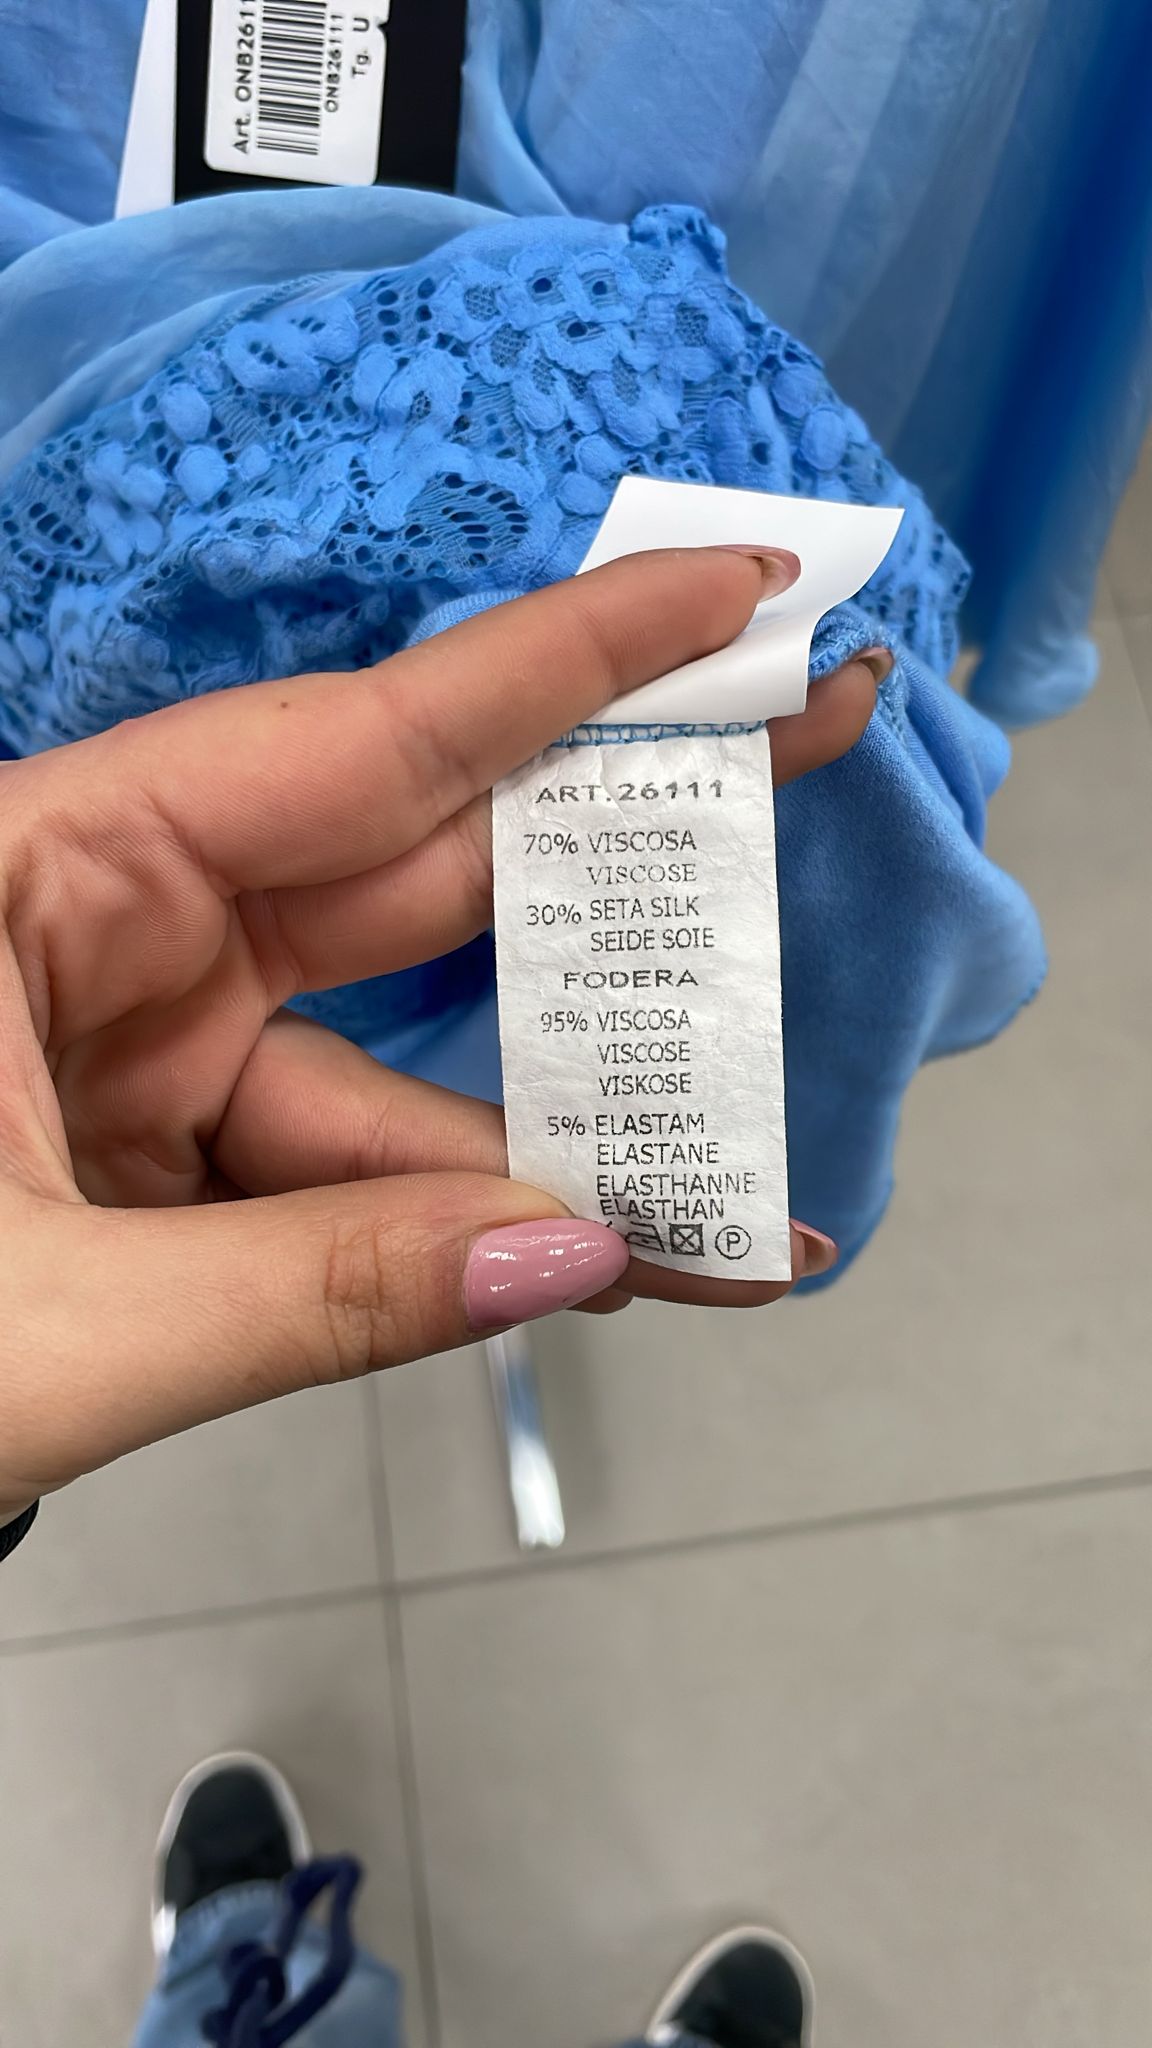 Art. ONB26111
ONB26111
Tg. U
ART.26111
70% VISCOSA
VISCOSE
30% SETA SILK
SEIDE SOIE
FODERA
95% VISCOSA
VISCOSE
VISKOSE
5% ELASTAM
ELASTANE
ELASTHANNE
ELASTHAN
P